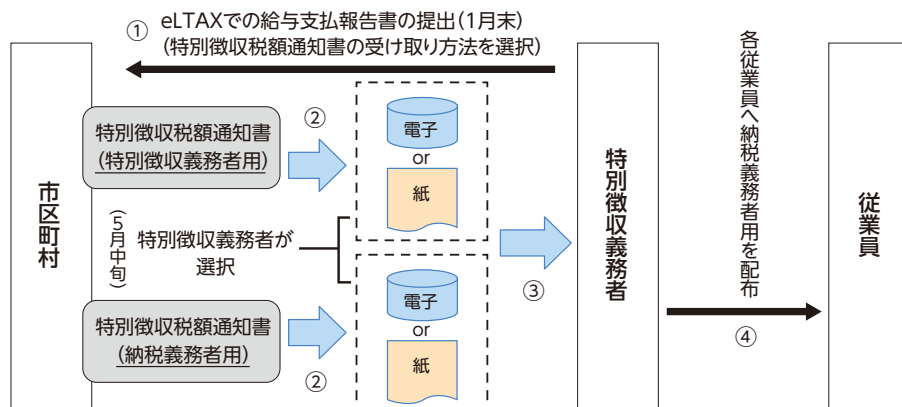 ① eLTAXでの給与支払報告書の提出（1月末）
（特別徴収税額通知書の受け取り方法を選択）
市区町村
特別徴収税額通知書
（特別徴収義務者用）
②
電子
or
紙
（5月中旬）
特別徴収義務者が
選択
特別徴収税額通知書
（納税義務者用）
②
電子
or
紙
③
特別徴収義務者
各従業員へ納税義務者用を配布
④
従業員